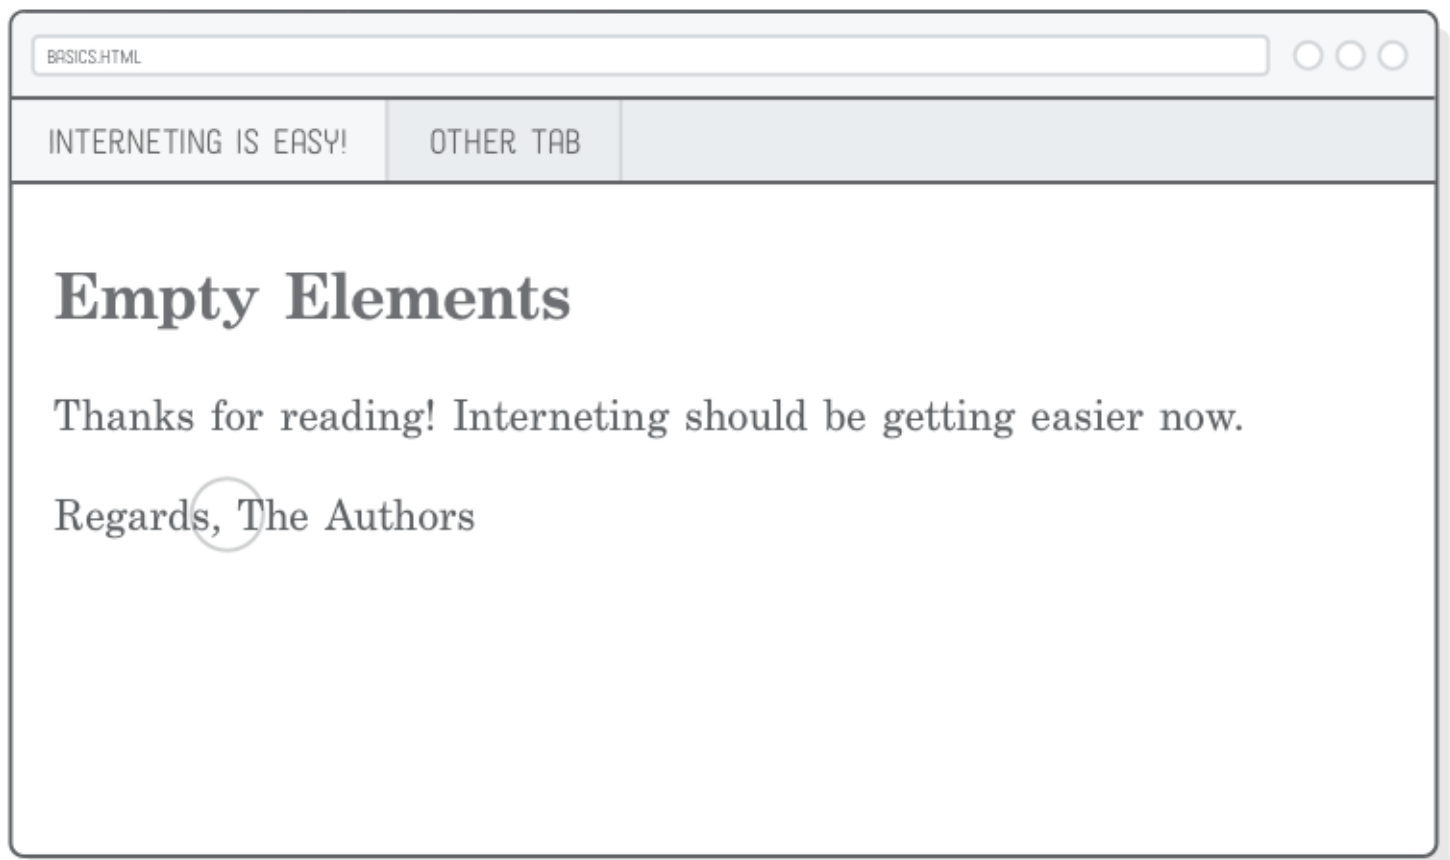 BASICS.HTML
INTERNETING IS EASY!
OTHER TAB
Empty Elements
Thanks for reading! Interneting should be getting easier now.
Regards, The Authors